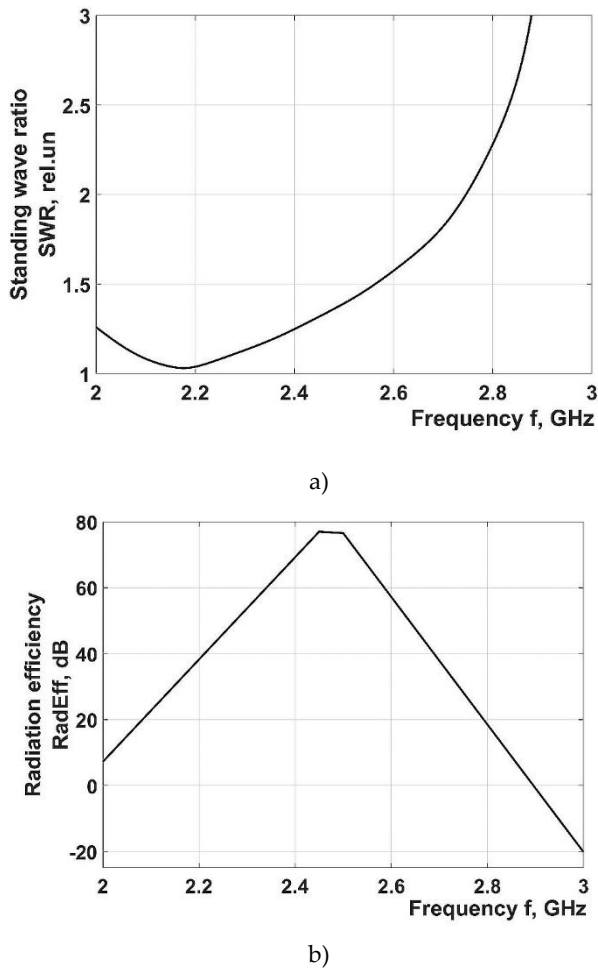 3
2.5
2
1.5
1
Standing wave ratio
SWR, rel.un
2 2.2 2.4 2.6 2.8 3
Frequency f, GHz
a)
80
60
40
20
0
-20
Radiation efficiency
RadEff, dB
2 2.2 2.4 2.6 2.8 3
Frequency f, GHz
b)